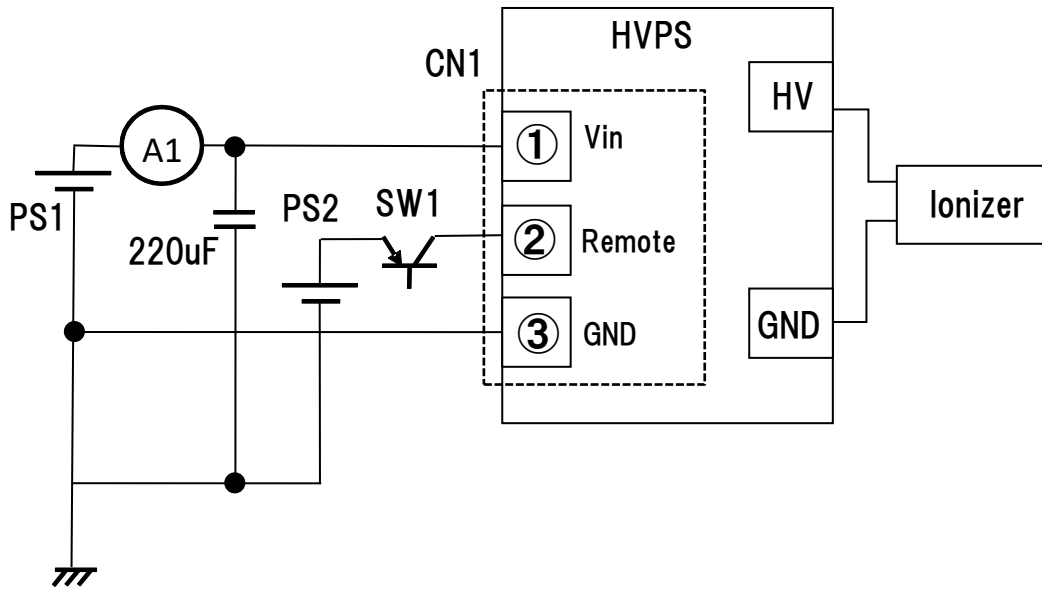 HVPS
CN1
HV
A1
① Vin
PS1
220uF
PS2
SW1
② Remote
Ionizer
③ GND
GND